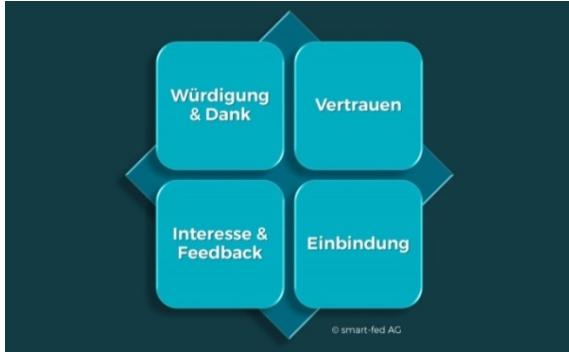 Würdigung
& Dank
Vertrauen
Interesse &
Feedback
Einbindung
© smart-fed AG